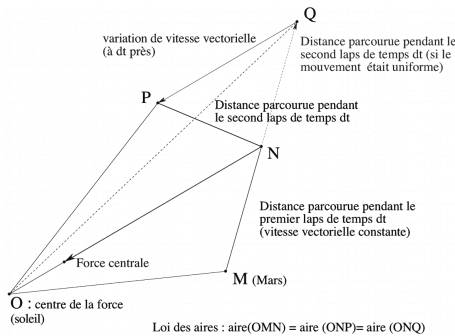 Q
variation de vitesse vectorielle
(à dt près)
Distance parcourue pendant le
second laps de temps dt (si le
mouvement était uniforme)
P
Distance parcourue pendant
le second laps de temps dt
N
Distance parcourue pendant le
premier laps de temps dt
(vitesse vectorielle constante)
Force centrale
M (Mars)
O : centre de la force
(soleil)
Loi des aires : aire(OMN) = aire (ONP)= aire (ONQ)